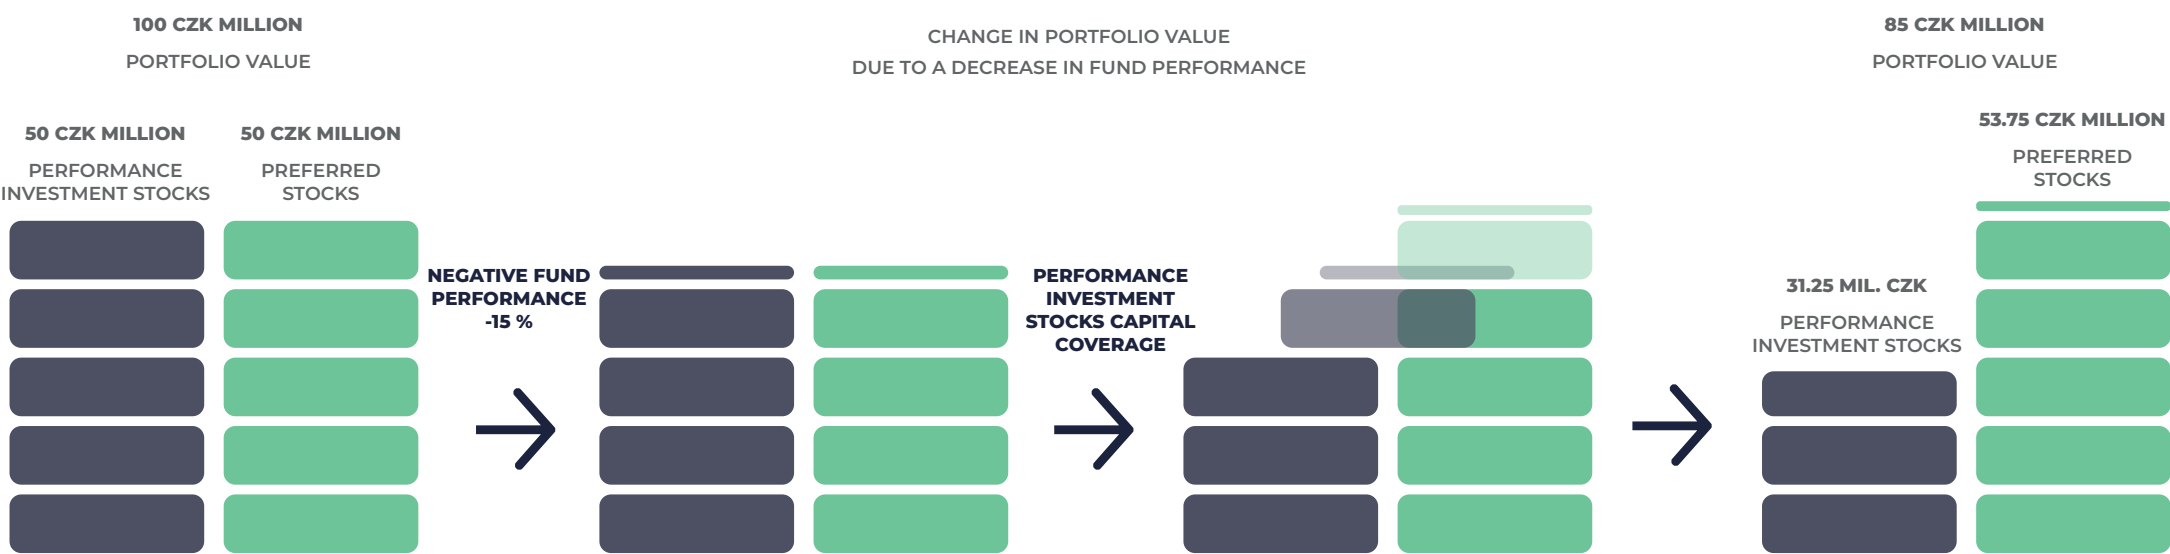 100 CZK MILLION
PORTFOLIO VALUE
50 CZK MILLION
PERFORMANCE
INVESTMENT STOCKS
50 CZK MILLION
PREFERRED
STOCKS
CHANGE IN PORTFOLIO VALUE
DUE TO A DECREASE IN FUND PERFORMANCE
NEGATIVE FUND
PERFORMANCE
-15 %
PERFORMANCE
INVESTMENT
STOCKS CAPITAL
COVERAGE
85 CZK MILLION
PORTFOLIO VALUE
31.25 MIL. CZK
PERFORMANCE
INVESTMENT STOCKS
53.75 CZK MILLION
PREFERRED
STOCKS